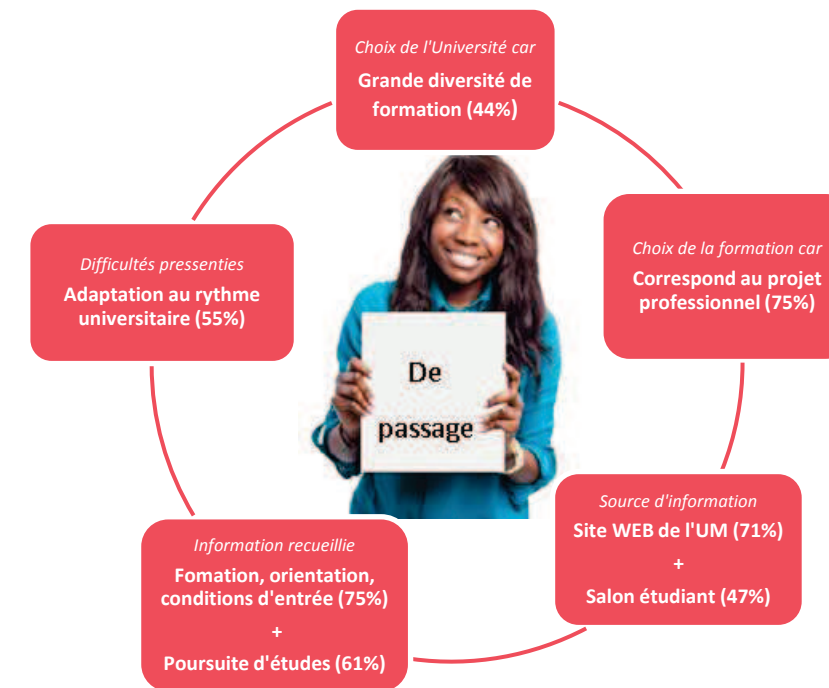 Choix de l'Université car
Grande diversité de
formation (44%)
Choix de la formation car
Correspond au projet
professionnel (75%)
Source d'information
Site WEB de l'UM (71%)
+
Salon étudiant (47%)
Information recueillie
Fomation, orientation,
conditions d'entrée (75%)
+
Poursuite d'études (61%)
Difficultés pressenties
Adaptation au rythme
universitaire (55%)
De
passage